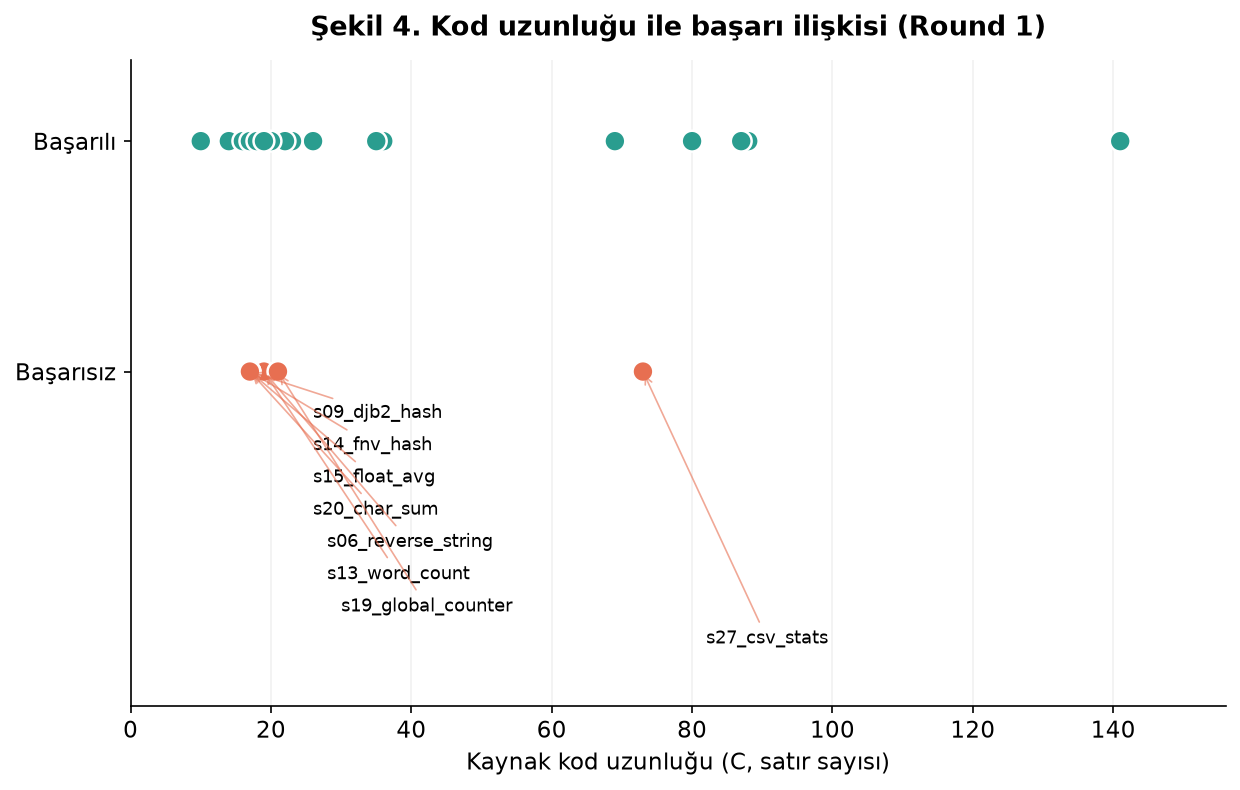 Şekil 4. Kod uzunluğu ile başarı ilişkisi (Round 1)
Başarılı
Başarısız
s09_djb2_hash
s14_fnv_hash
s15_float_avg
s20_char_sum
s06_reverse_string
s13_word_count
s19_global_counter
s27_csv_stats
0 20 40 60 80 100 120 140
Kaynak kod uzunluğu (C, satır sayısı)